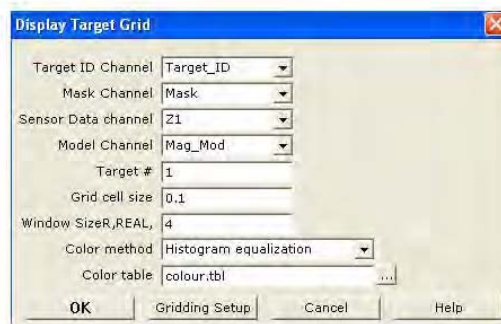 Display Target Grid
Target ID Channel Target_ID
Mask Channel Mask
Sensor Data channel Z1
Model Channel Mag_Mod
Target # 1
Grid cell size 0.1
Window SizeR,REAL, 4
Color method Histogram equalization
Color table colour.tbl ...
OK Gridding Setup Cancel Help